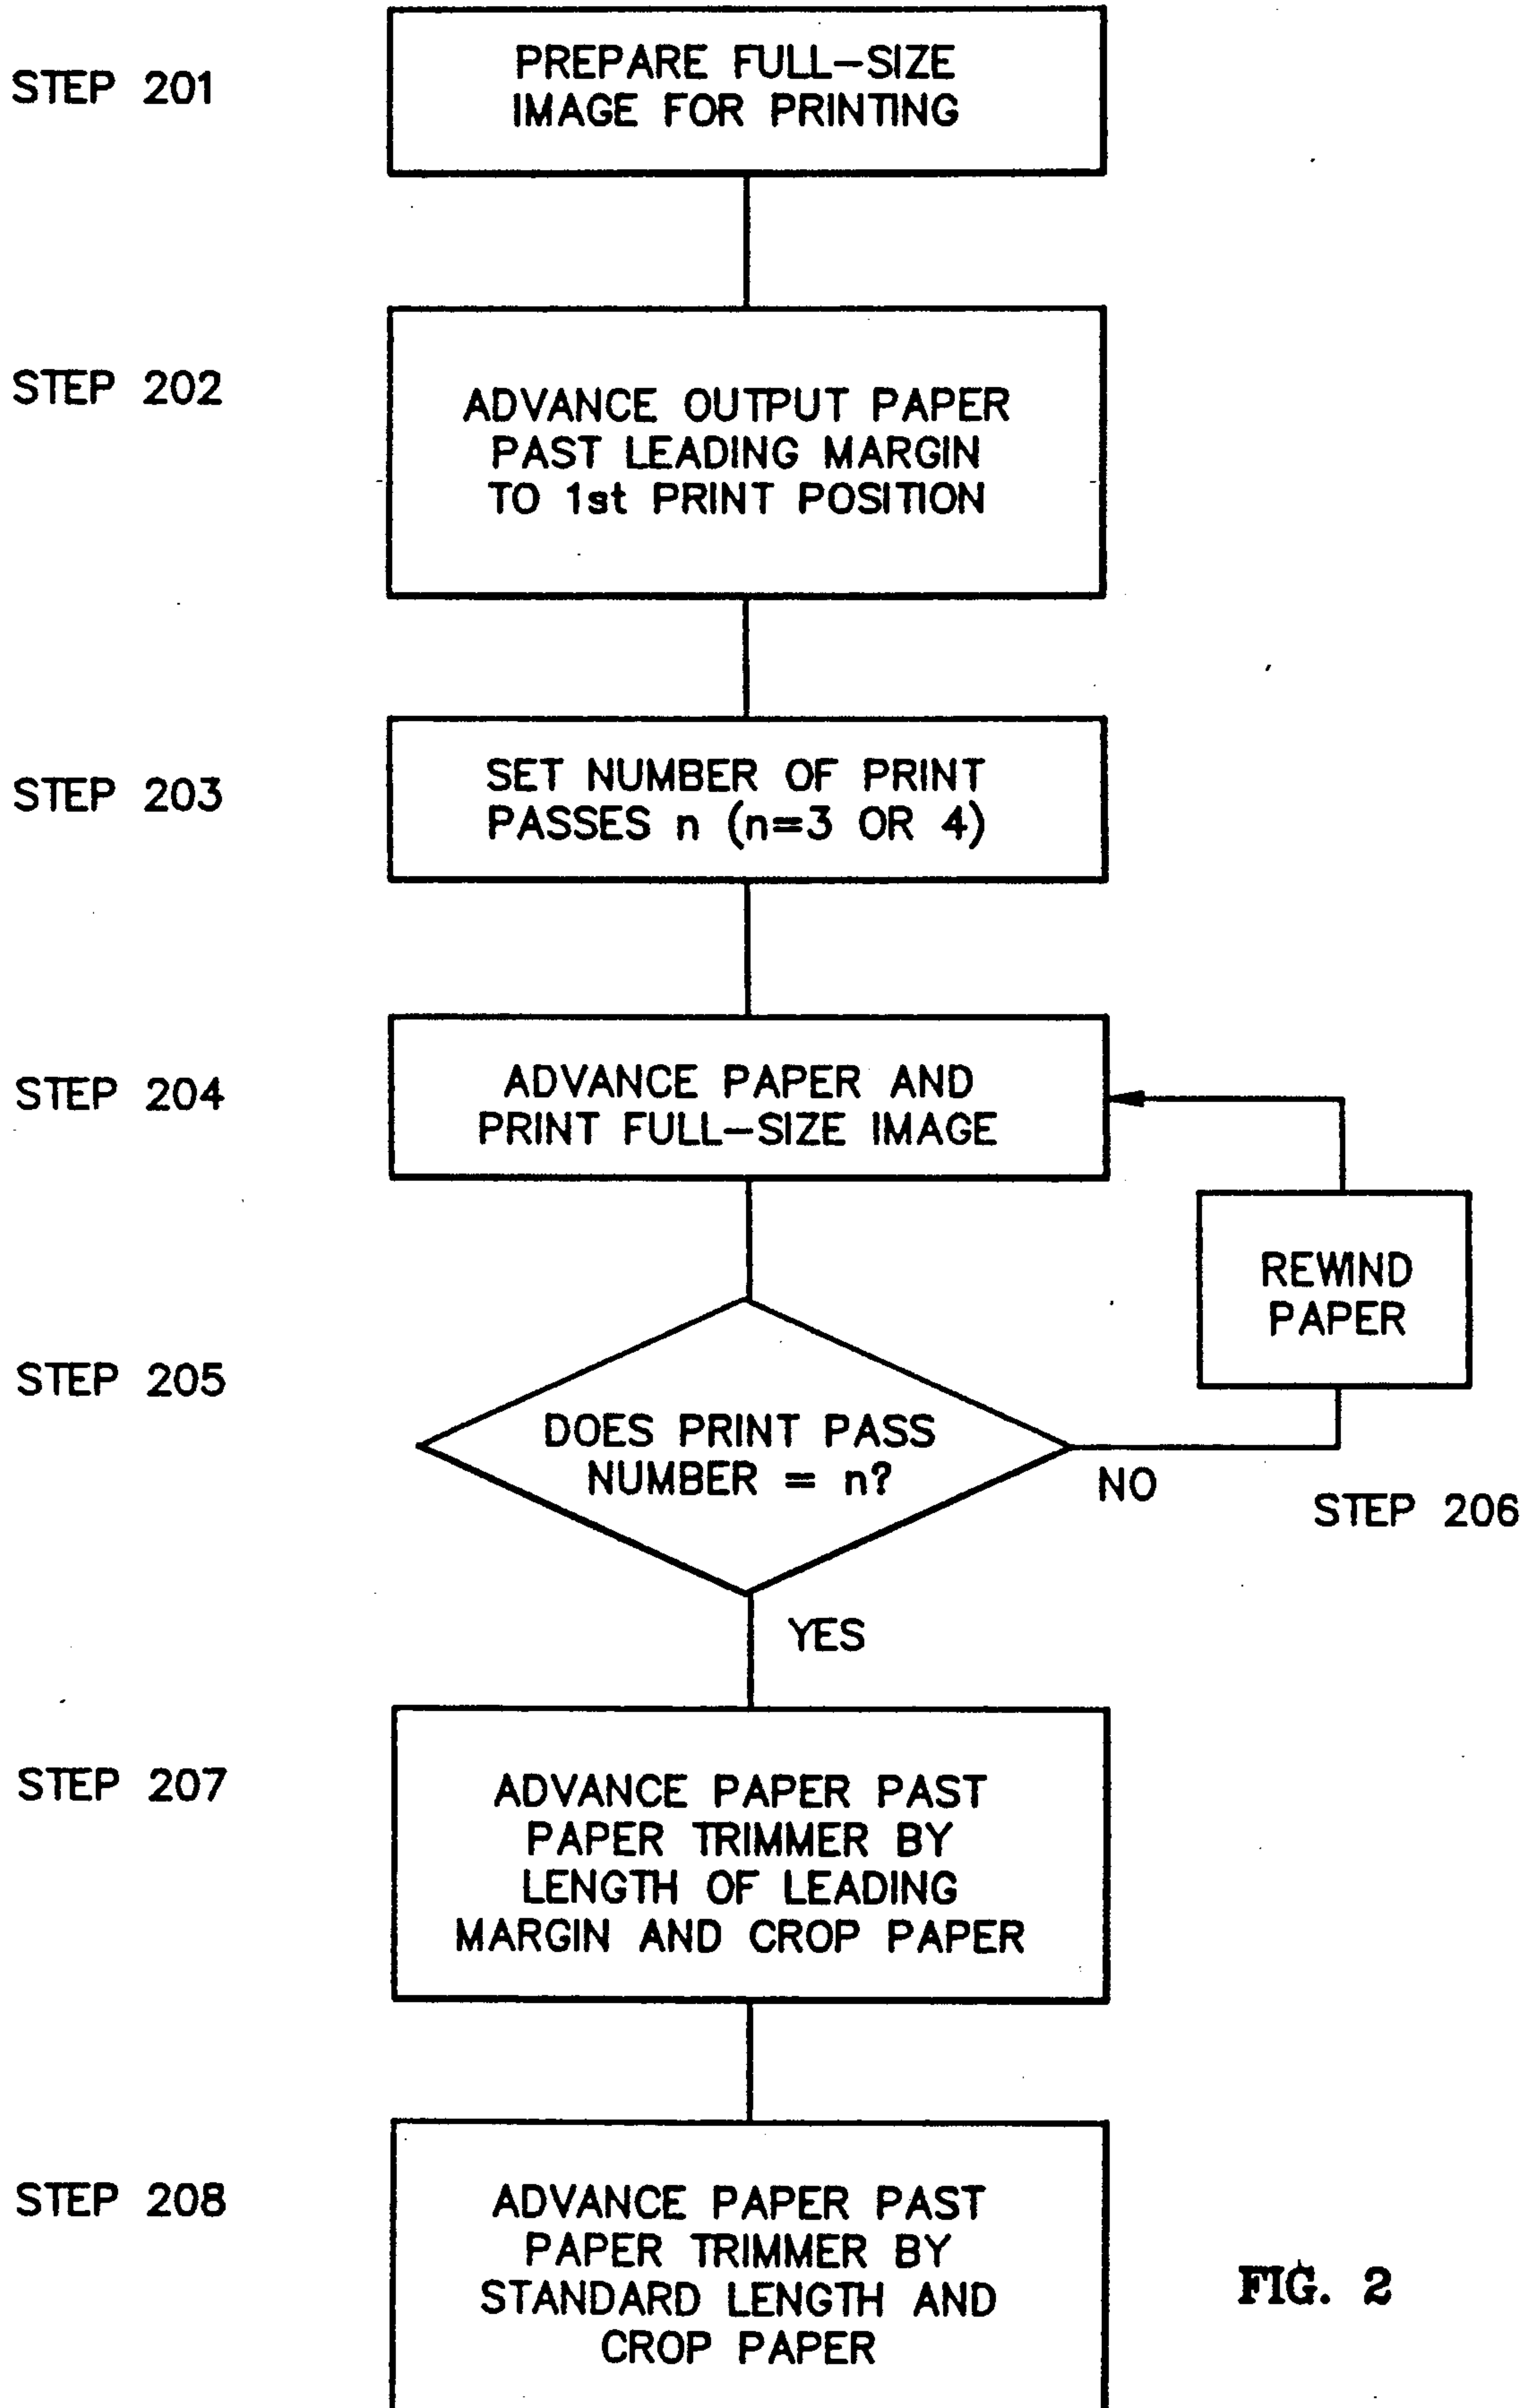 STEP 201
PREPARE FULL-SIZE
IMAGE FOR PRINTING
STEP 202
ADVANCE OUTPUT PAPER
PAST LEADING MARGIN
TO 1st PRINT POSITION
STEP 203
SET NUMBER OF PRINT
PASSES n (n=3 OR 4)
STEP 204
ADVANCE PAPER AND
PRINT FULL-SIZE IMAGE
REWIND
PAPER
STEP 205
DOES PRINT PASS
NUMBER = n?
NO
STEP 206
YES
STEP 207
ADVANCE PAPER PAST
PAPER TRIMMER BY
LENGTH OF LEADING
MARGIN AND CROP PAPER
STEP 208
ADVANCE PAPER PAST
PAPER TRIMMER BY
STANDARD LENGTH AND
CROP PAPER
FIG. 2